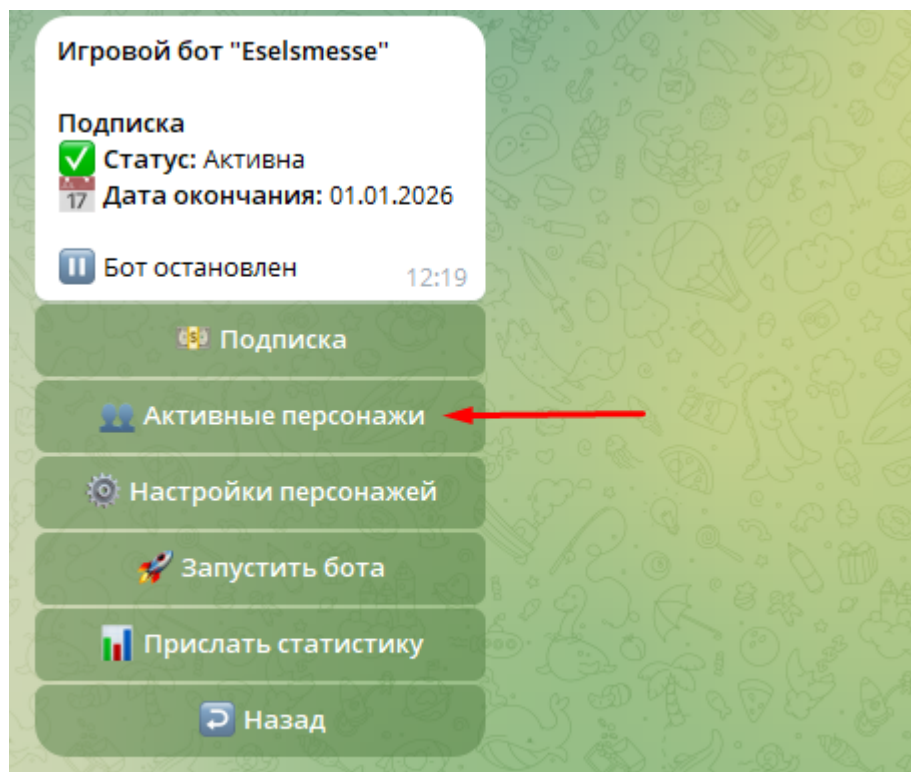 Игровой бот "Eselsmesse"
Подписка
Статус: Активна
17 Дата окончания: 01.01.2026
Бот остановлен
12:19
Подписка
Активные персонажи
Настройки персонажей
Запустить бота
Прислать статистику
Назад